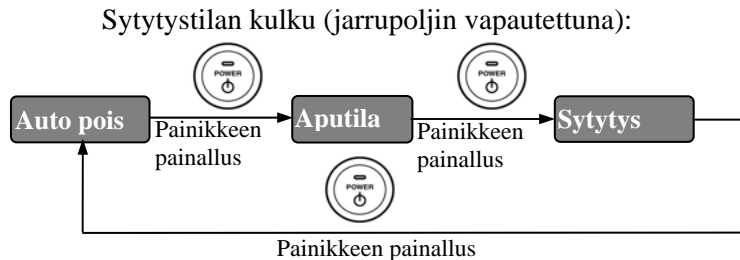 Sytytystilan kulku (jarrupoljin vapautettuna):
POWER
POWER
Auto pois
Painikkeen
painallus
Aputila
Painikkeen
painallus
Sytytys
POWER
Painikkeen painallus